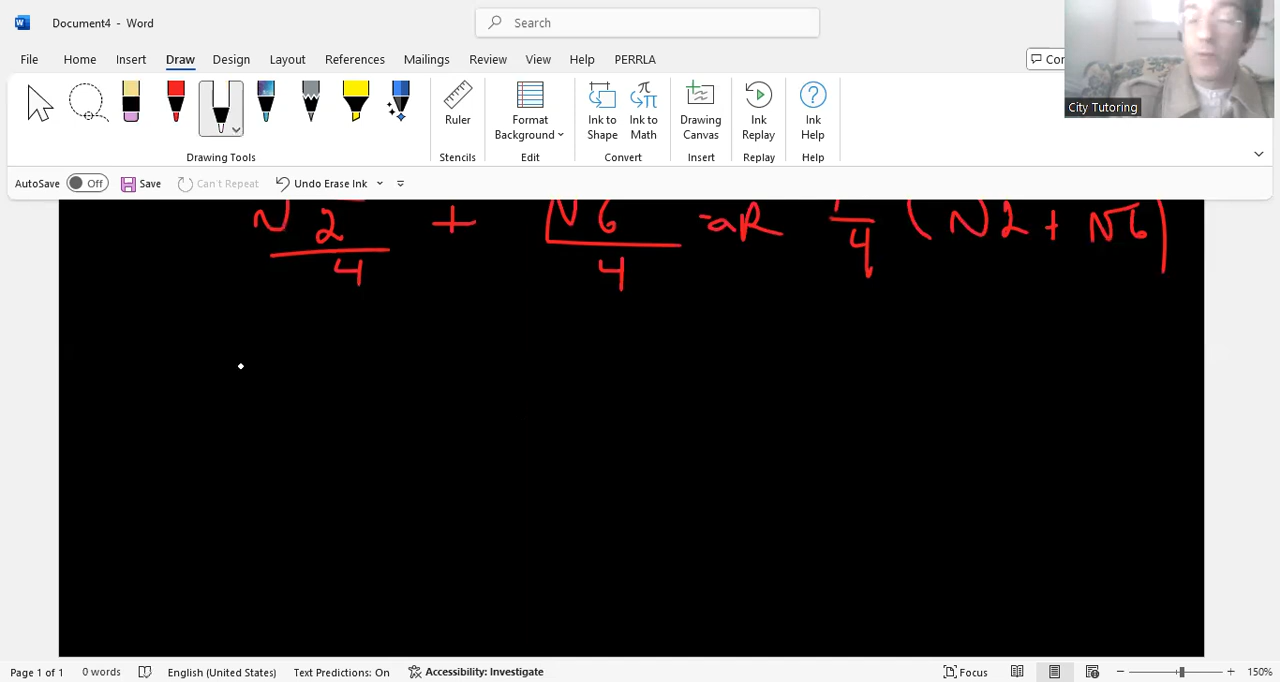 Document4 - Word
Search
File Home Insert Draw Design Layout References Mailings Review View Help PERRLA
City Tutoring
Format Background
Ruler
Ink to Shape
Ink to Math
Drawing Canvas
Ink Replay
Ink Help
Drawing Tools Stencils Edit Convert Insert Replay Help
AutoSave Off Save Can't Repeat Undo Erase Ink
√2/4 + √6/4 = OR 1/4 (√2 + √6)
Page 1 of 1 0 words English (United States) Text Predictions: On Accessibility: Investigate Focus 150%